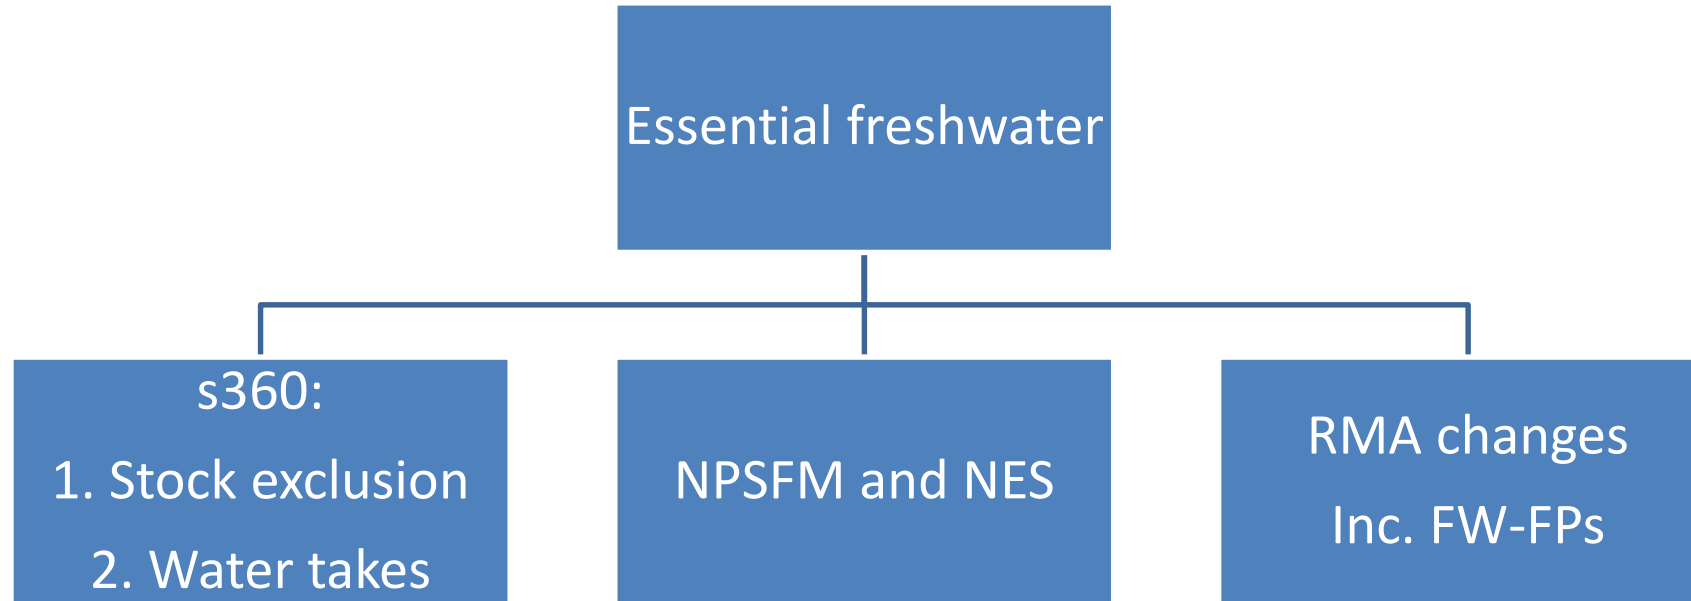 Essential freshwater
s360:
1. Stock exclusion
2. Water takes
NPSFM and NES
RMA changes
Inc. FW-FPs